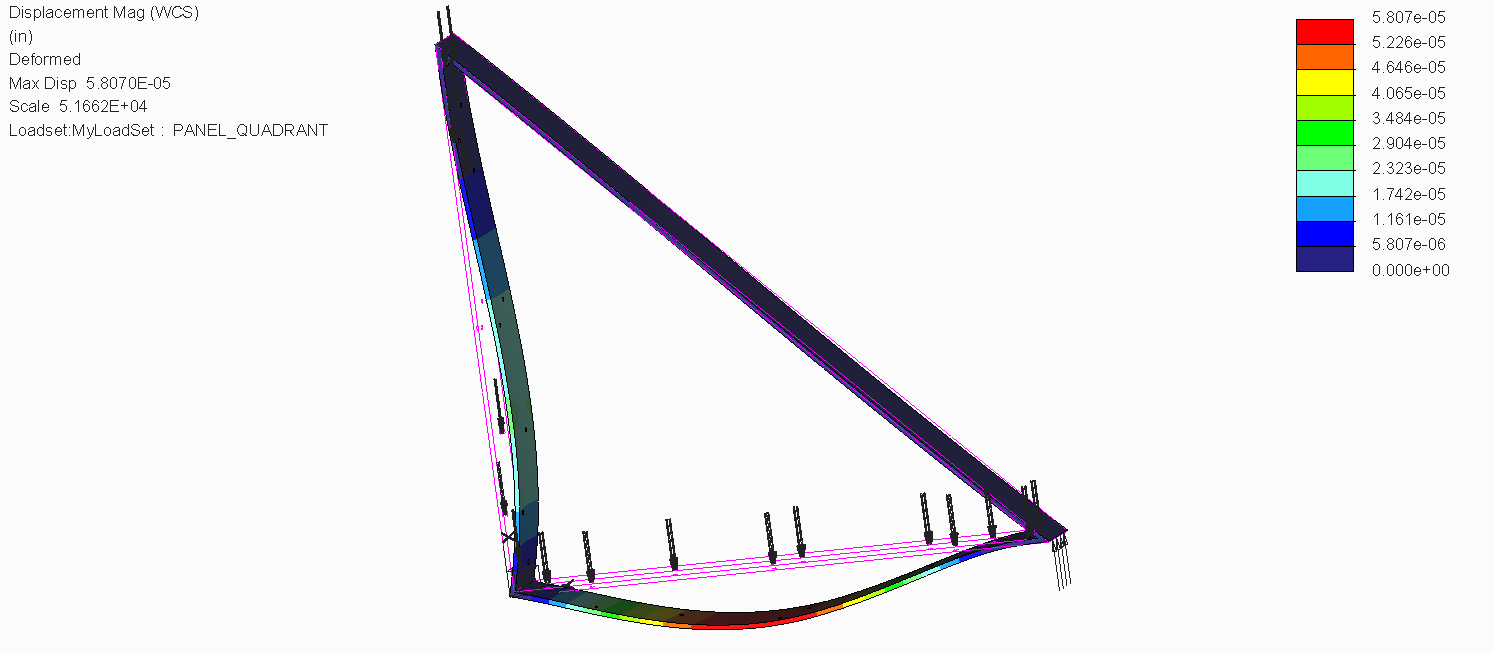 Displacement Mag (WCS)
(in)
Deformed
Max Disp 5.8070E-05
Scale 5.1662E+04
Loadset:MyLoadSet : PANEL_QUADRANT
5.807e-05
5.226e-05
4.646e-05
4.065e-05
3.484e-05
2.904e-05
2.323e-05
1.742e-05
1.161e-05
5.807e-06
0.000e+00